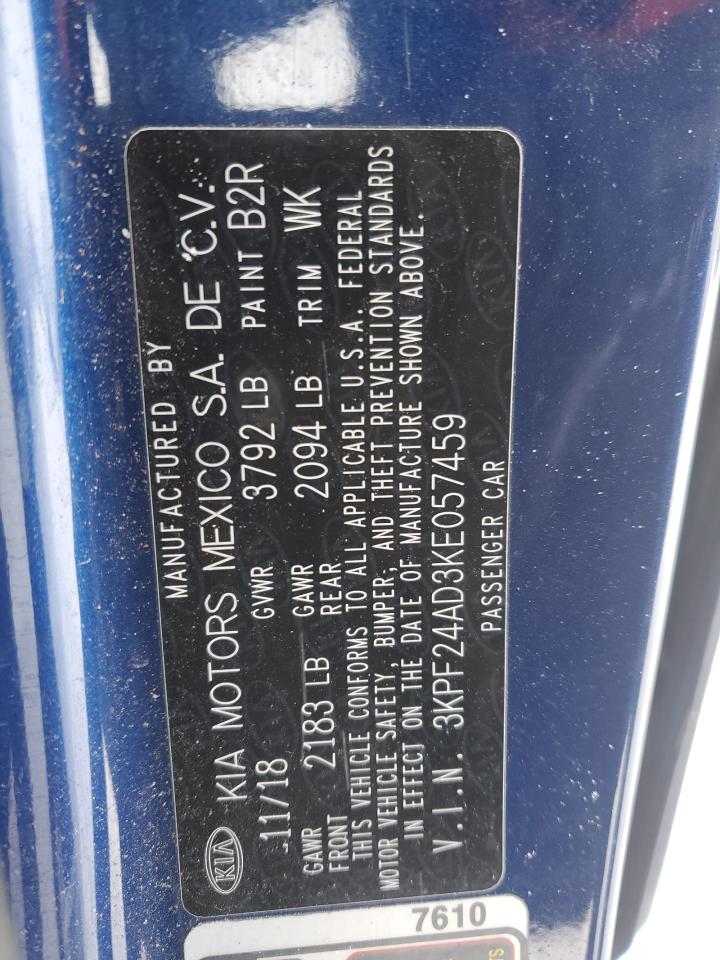 MANUFACTURED BY
KIA KIA MOTORS MEXICO S.A. DE C.V.
11/18 GVWR 3792 LB PAINT B2R
GAWR FRONT 2183 LB GAWR REAR 2094 LB TRIM WK
THIS VEHICLE CONFORMS TO ALL APPLICABLE U.S.A. FEDERAL
MOTOR VEHICLE SAFETY, BUMPER, AND THEFT PREVENTION STANDARDS
IN EFFECT ON THE DATE OF MANUFACTURE SHOWN ABOVE.
V.I.N. 3KPF24AD3KE057459
PASSENGER CAR
7610